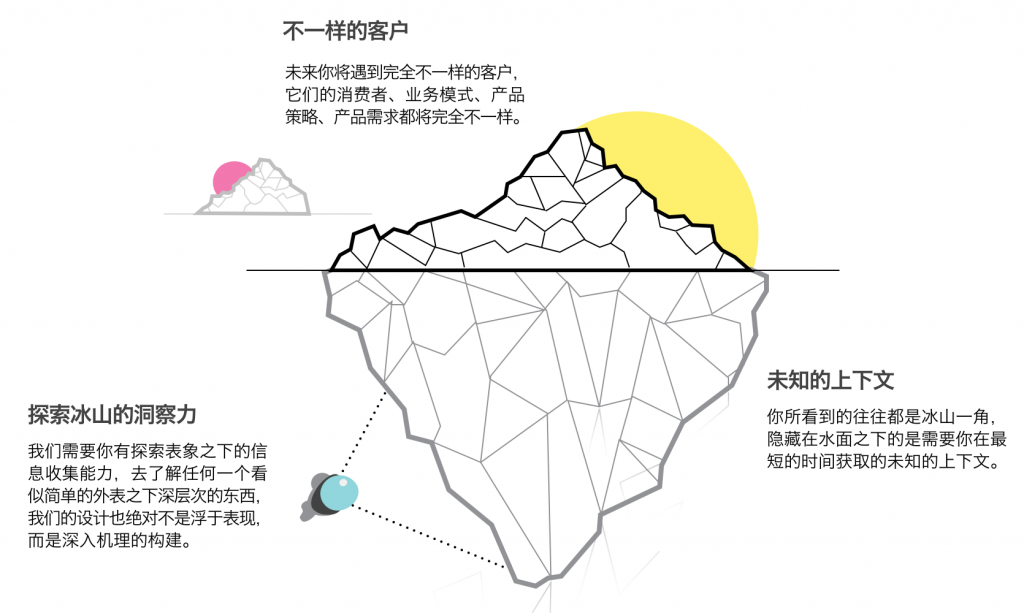 不一样的客户
未来你将遇到完全不一样的客户，
它们的消费者、业务模式、产品
策略、产品需求都将完全不一样。
未知的上下文
你所看到的往往都是冰山一角，
隐藏在水面之下的是需要你在最
短的时间获取的未知的上下文。
探索冰山的洞察力
我们需要你有探索表象之下的信
息收集能力，去了解任何一个看
似简单的外表之下深层次的东西，
我们的设计也绝对不是浮于表现，
而是深入机理的构建。